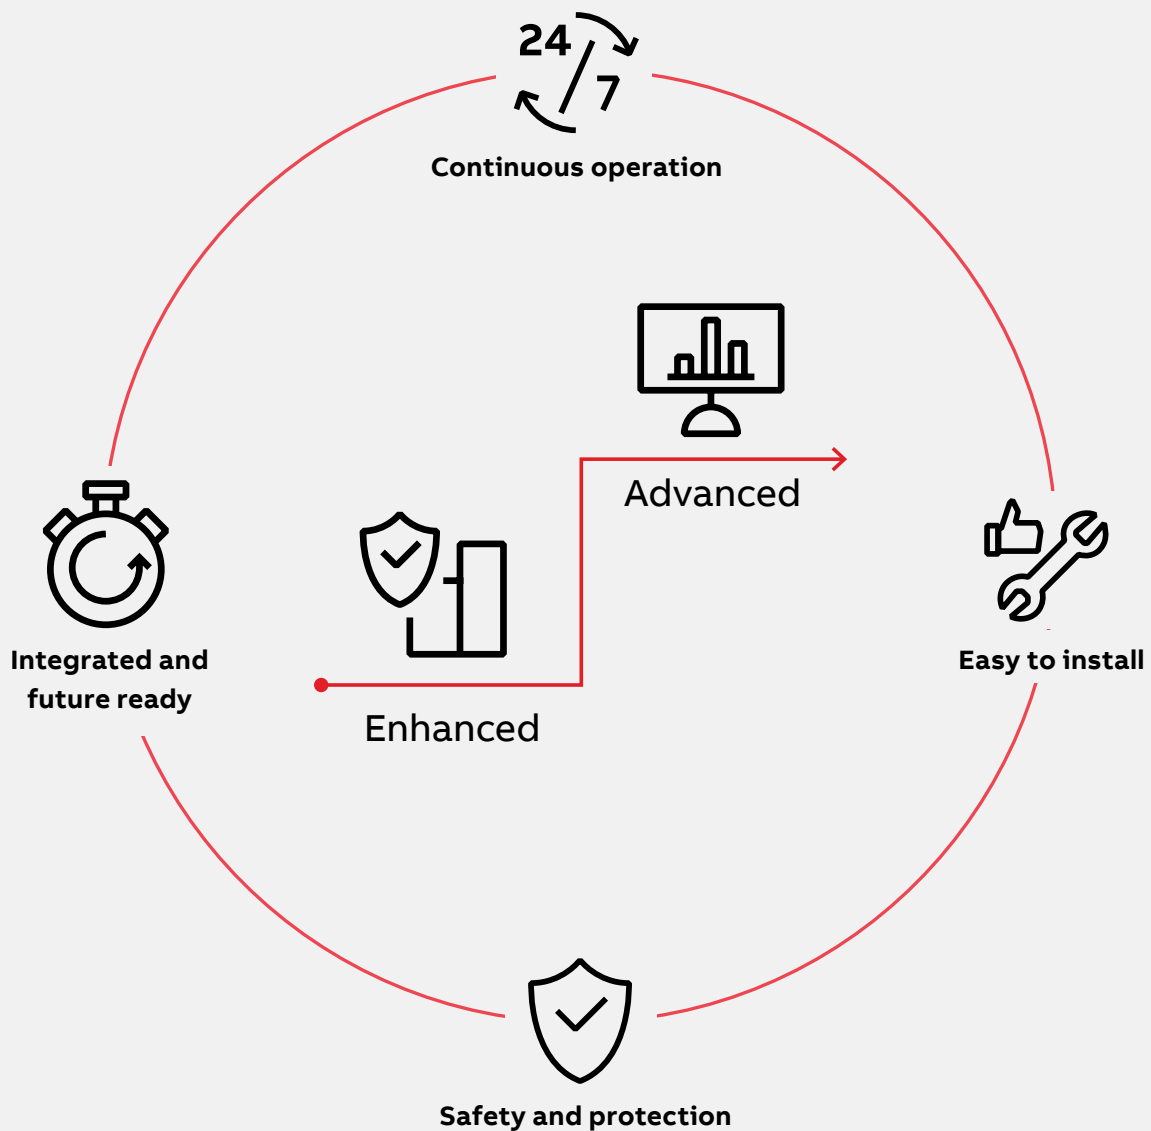 24
7
Continuous operation
Advanced
Integrated and
future ready
Easy to install
Enhanced
Safety and protection